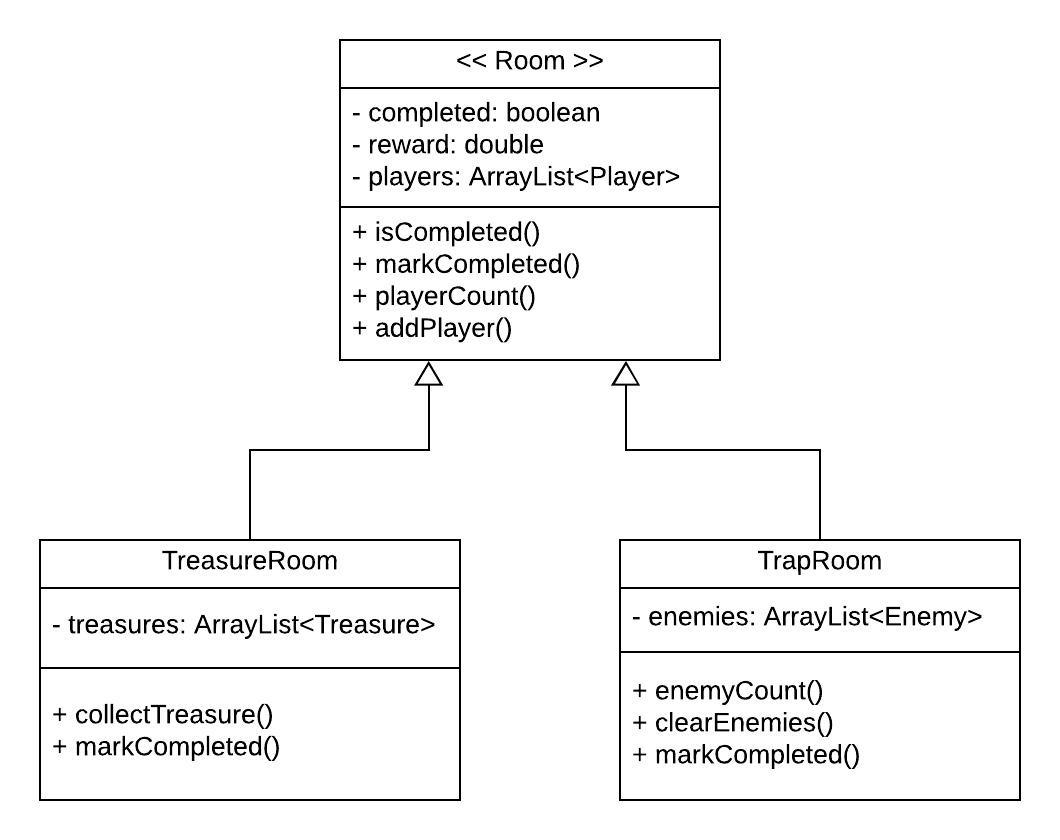 << Room >>
- completed: boolean
- reward: double
- players: ArrayList<Player>
+ isCompleted()
+ markCompleted()
+ playerCount()
+ addPlayer()
TreasureRoom
- treasures: ArrayList<Treasure>
+ collectTreasure()
+ markCompleted()
TrapRoom
- enemies: ArrayList<Enemy>
+ enemyCount()
+ clearEnemies()
+ markCompleted()